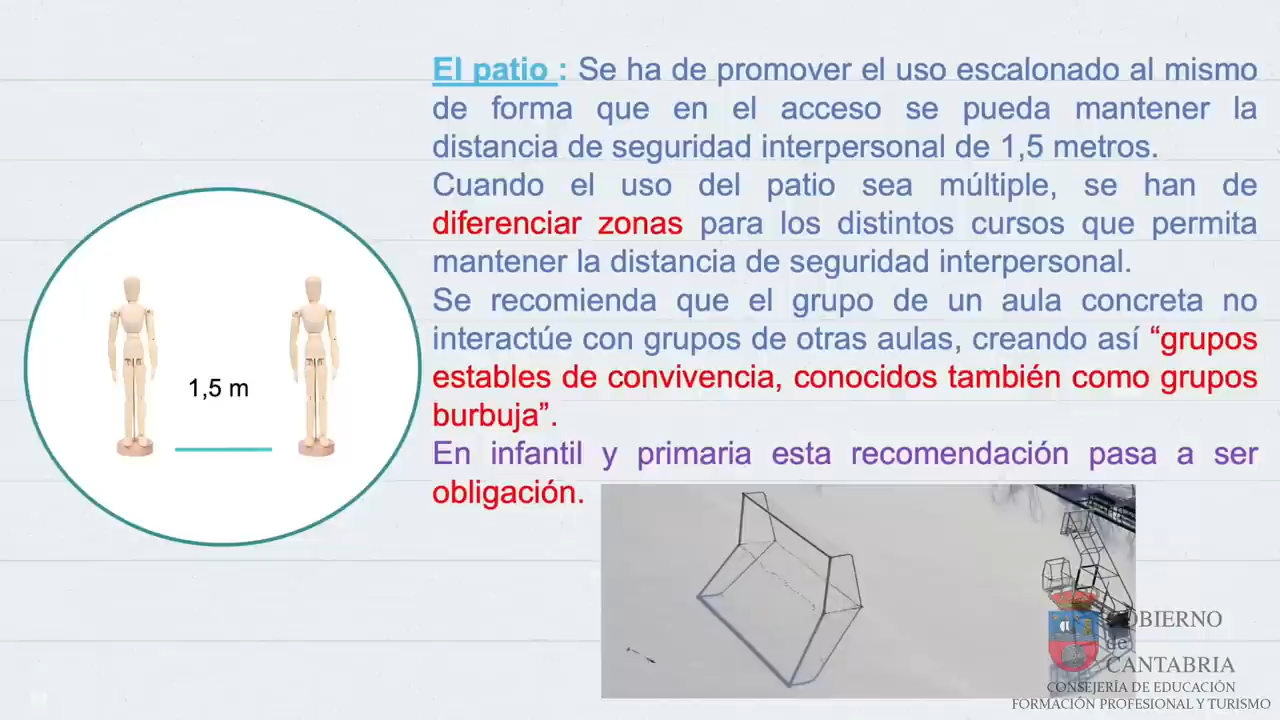 El patio : Se ha de promover el uso escalonado al mismo
de forma que en el acceso se pueda mantener la
distancia de seguridad interpersonal de 1,5 metros.
Cuando el uso del patio sea múltiple, se han de
diferenciar zonas para los distintos cursos que permita
mantener la distancia de seguridad interpersonal.
Se recomienda que el grupo de un aula concreta no
interactúe con grupos de otras aulas, creando así “grupos
estables de convivencia, conocidos también como grupos
burbuja”.
En infantil y primaria esta recomendación pasa a ser
obligación.
1,5 m
GOBIERNO
de
CANTABRIA
CONSEJERÍA DE EDUCACIÓN
FORMACIÓN PROFESIONAL Y TURISMO